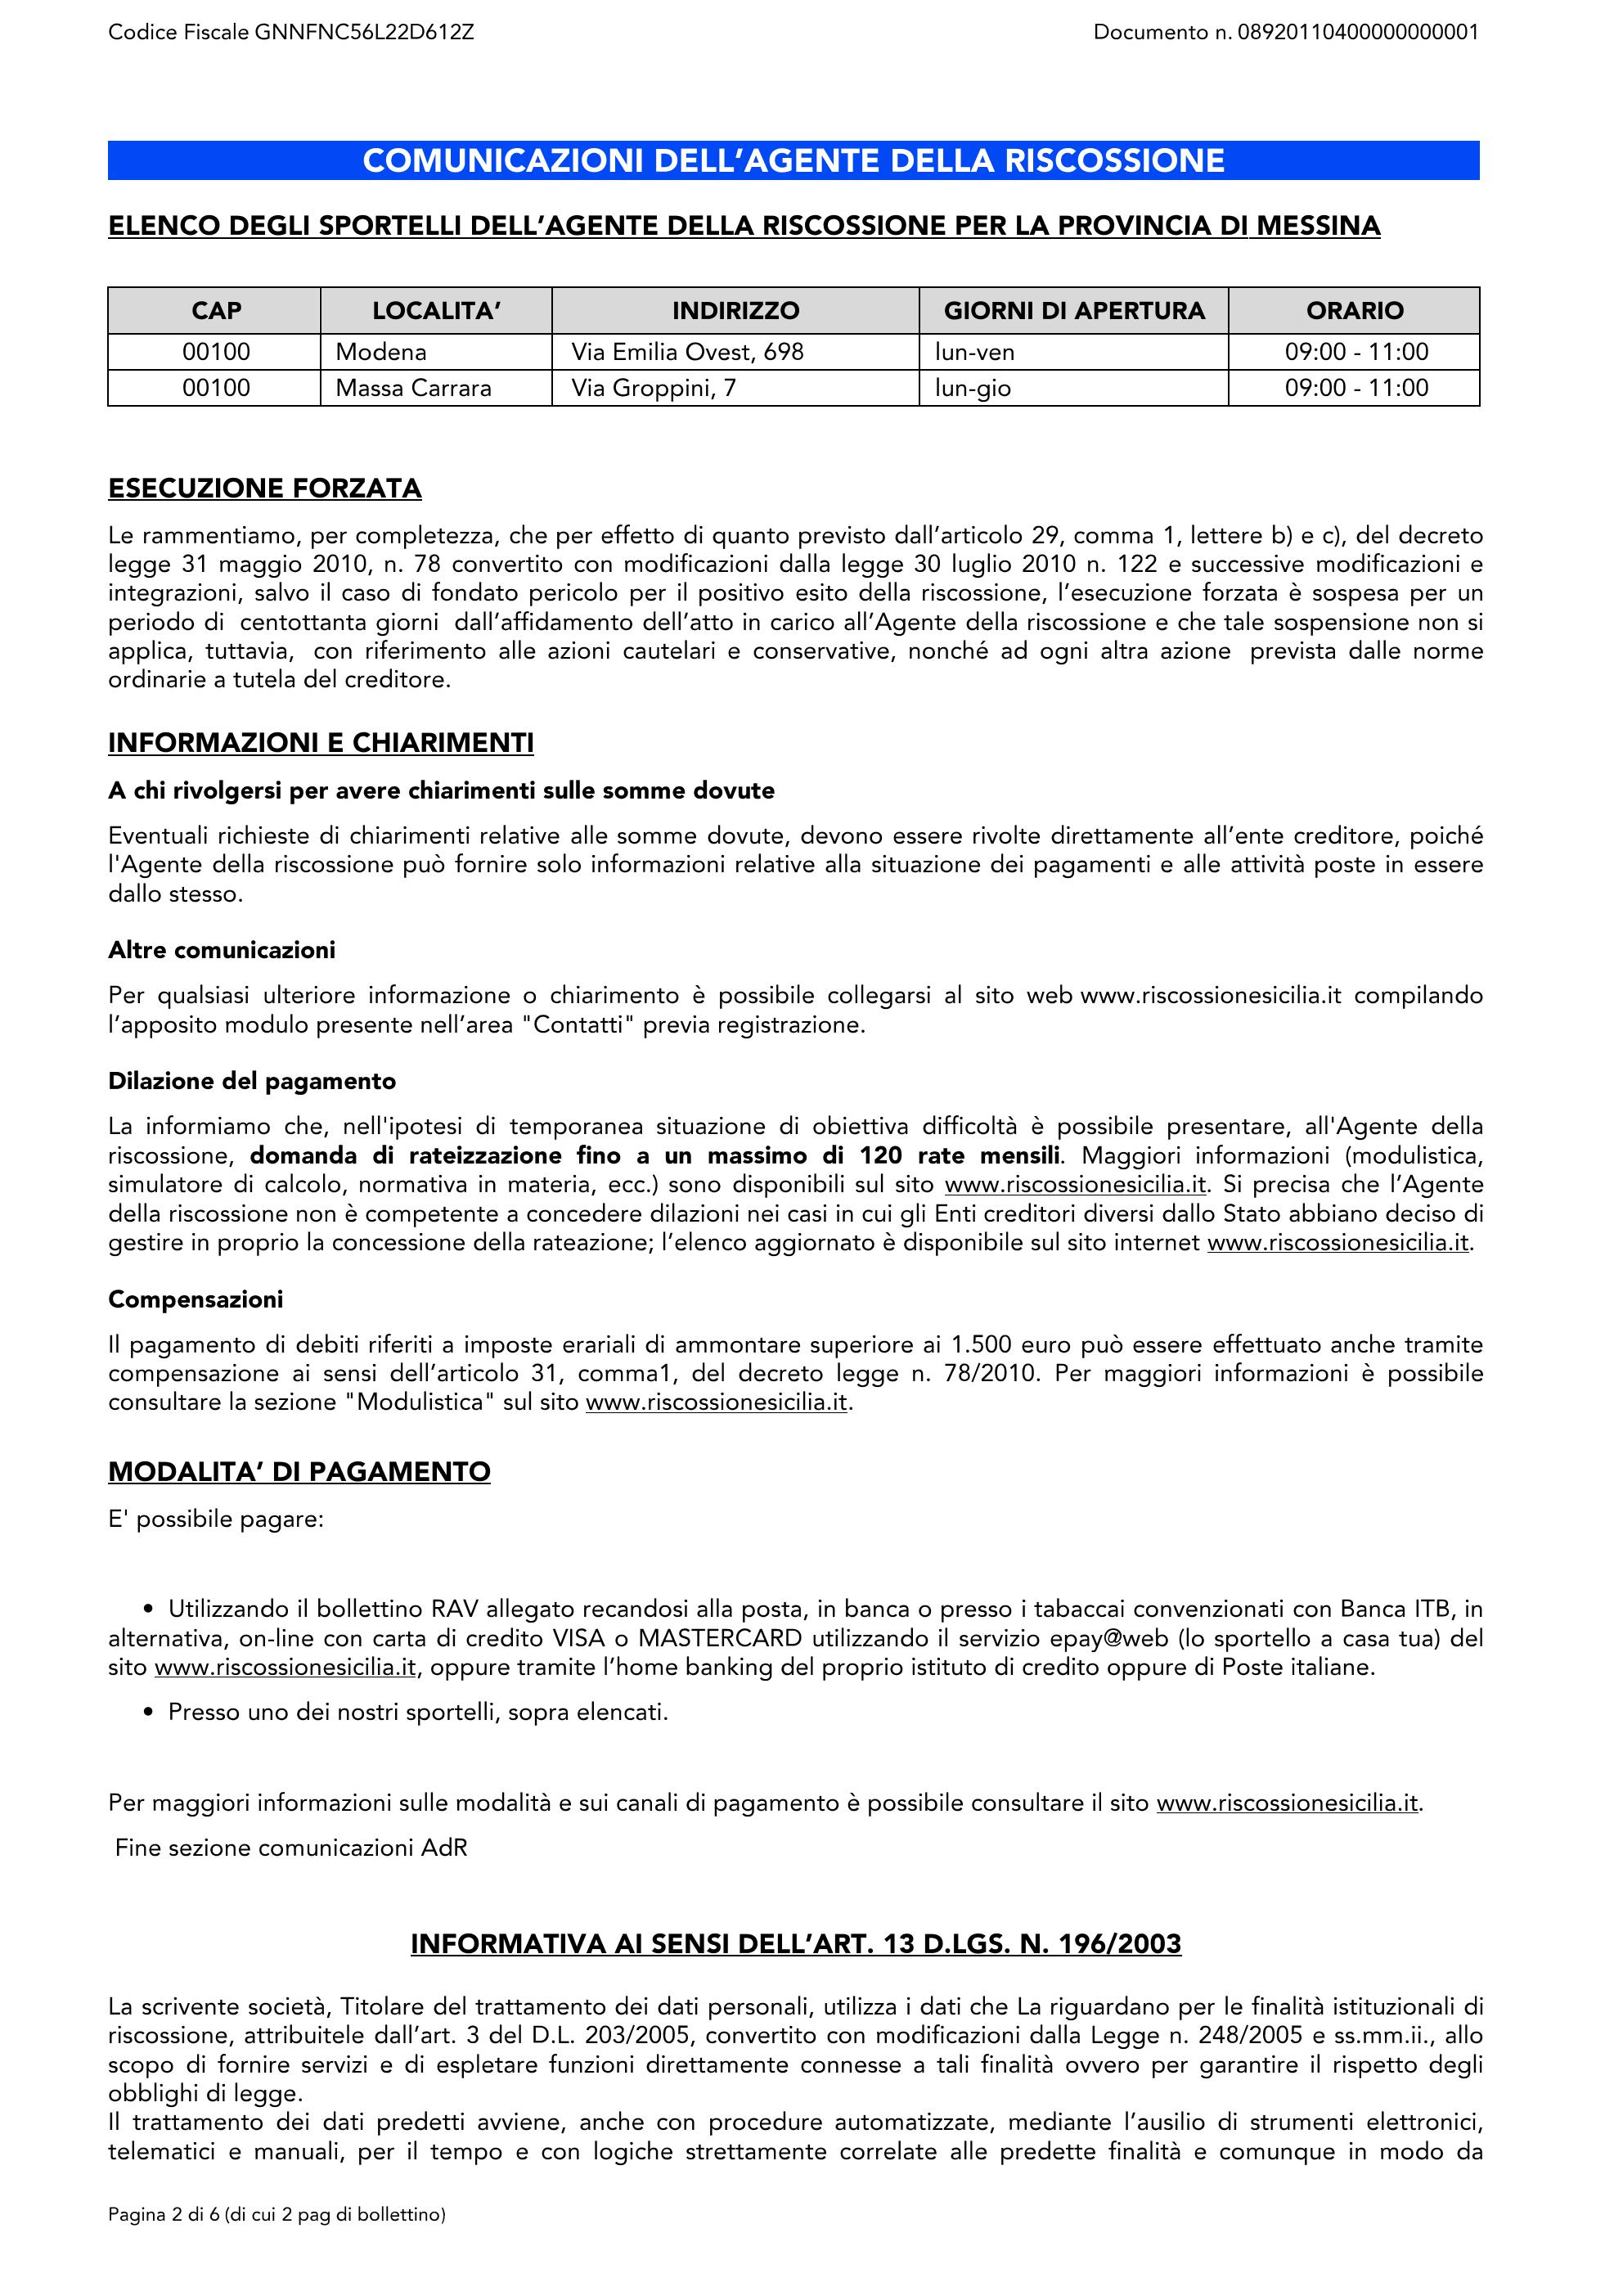 Codice Fiscale GNNFNC56L22D612Z Documento n. 08920110400000000001
COMUNICAZIONI DELL’AGENTE DELLA RISCOSSIONE
ELENCO DEGLI SPORTELLI DELL’AGENTE DELLA RISCOSSIONE PER LA PROVINCIA DI MESSINA
CAP LOCALITA’ INDIRIZZO GIORNI DI APERTURA ORARIO
00100 Modena Via Emilia Ovest, 698 lun-ven 09:00 - 11:00
00100 Massa Carrara Via Groppini, 7 lun-gio 09:00 - 11:00
ESECUZIONE FORZATA
Le rammentiamo, per completezza, che per effetto di quanto previsto dall’articolo 29, comma 1, lettere b) e c), del decreto
legge 31 maggio 2010, n. 78 convertito con modificazioni dalla legge 30 luglio 2010 n. 122 e successive modificazioni e
integrazioni, salvo il caso di fondato pericolo per il positivo esito della riscossione, l’esecuzione forzata è sospesa per un
periodo di centottanta giorni dall’affidamento dell’atto in carico all’Agente della riscossione e che tale sospensione non si
applica, tuttavia, con riferimento alle azioni cautelari e conservative, nonché ad ogni altra azione prevista dalle norme
ordinarie a tutela del creditore.
INFORMAZIONI E CHIARIMENTI
A chi rivolgersi per avere chiarimenti sulle somme dovute
Eventuali richieste di chiarimenti relative alle somme dovute, devono essere rivolte direttamente all’ente creditore, poiché
l'Agente della riscossione può fornire solo informazioni relative alla situazione dei pagamenti e alle attività poste in essere
dallo stesso.
Altre comunicazioni
Per qualsiasi ulteriore informazione o chiarimento è possibile collegarsi al sito web www.riscossionesicilia.it compilando
l’apposito modulo presente nell’area "Contatti" previa registrazione.
Dilazione del pagamento
La informiamo che, nell'ipotesi di temporanea situazione di obiettiva difficoltà è possibile presentare, all'Agente della
riscossione, domanda di rateizzazione fino a un massimo di 120 rate mensili. Maggiori informazioni (modulistica,
simulatore di calcolo, normativa in materia, ecc.) sono disponibili sul sito www.riscossionesicilia.it. Si precisa che l’Agente
della riscossione non è competente a concedere dilazioni nei casi in cui gli Enti creditori diversi dallo Stato abbiano deciso di
gestire in proprio la concessione della rateazione; l’elenco aggiornato è disponibile sul sito internet www.riscossionesicilia.it.
Compensazioni
Il pagamento di debiti riferiti a imposte erariali di ammontare superiore ai 1.500 euro può essere effettuato anche tramite
compensazione ai sensi dell’articolo 31, comma1, del decreto legge n. 78/2010. Per maggiori informazioni è possibile
consultare la sezione "Modulistica" sul sito www.riscossionesicilia.it.
MODALITA’ DI PAGAMENTO
E' possibile pagare:
• Utilizzando il bollettino RAV allegato recandosi alla posta, in banca o presso i tabaccai convenzionati con Banca ITB, in
alternativa, on-line con carta di credito VISA o MASTERCARD utilizzando il servizio epay@web (lo sportello a casa tua) del
sito www.riscossionesicilia.it, oppure tramite l’home banking del proprio istituto di credito oppure di Poste italiane.
• Presso uno dei nostri sportelli, sopra elencati.
Per maggiori informazioni sulle modalità e sui canali di pagamento è possibile consultare il sito www.riscossionesicilia.it.
Fine sezione comunicazioni AdR
INFORMATIVA AI SENSI DELL’ART. 13 D.LGS. N. 196/2003
La scrivente società, Titolare del trattamento dei dati personali, utilizza i dati che La riguardano per le finalità istituzionali di
riscossione, attribuitele dall’art. 3 del D.L. 203/2005, convertito con modificazioni dalla Legge n. 248/2005 e ss.mm.ii., allo
scopo di fornire servizi e di espletare funzioni direttamente connesse a tali finalità ovvero per garantire il rispetto degli
obblighi di legge.
Il trattamento dei dati predetti avviene, anche con procedure automatizzate, mediante l’ausilio di strumenti elettronici,
telematici e manuali, per il tempo e con logiche strettamente correlate alle predette finalità e comunque in modo da
Pagina 2 di 6 (di cui 2 pag di bollettino)